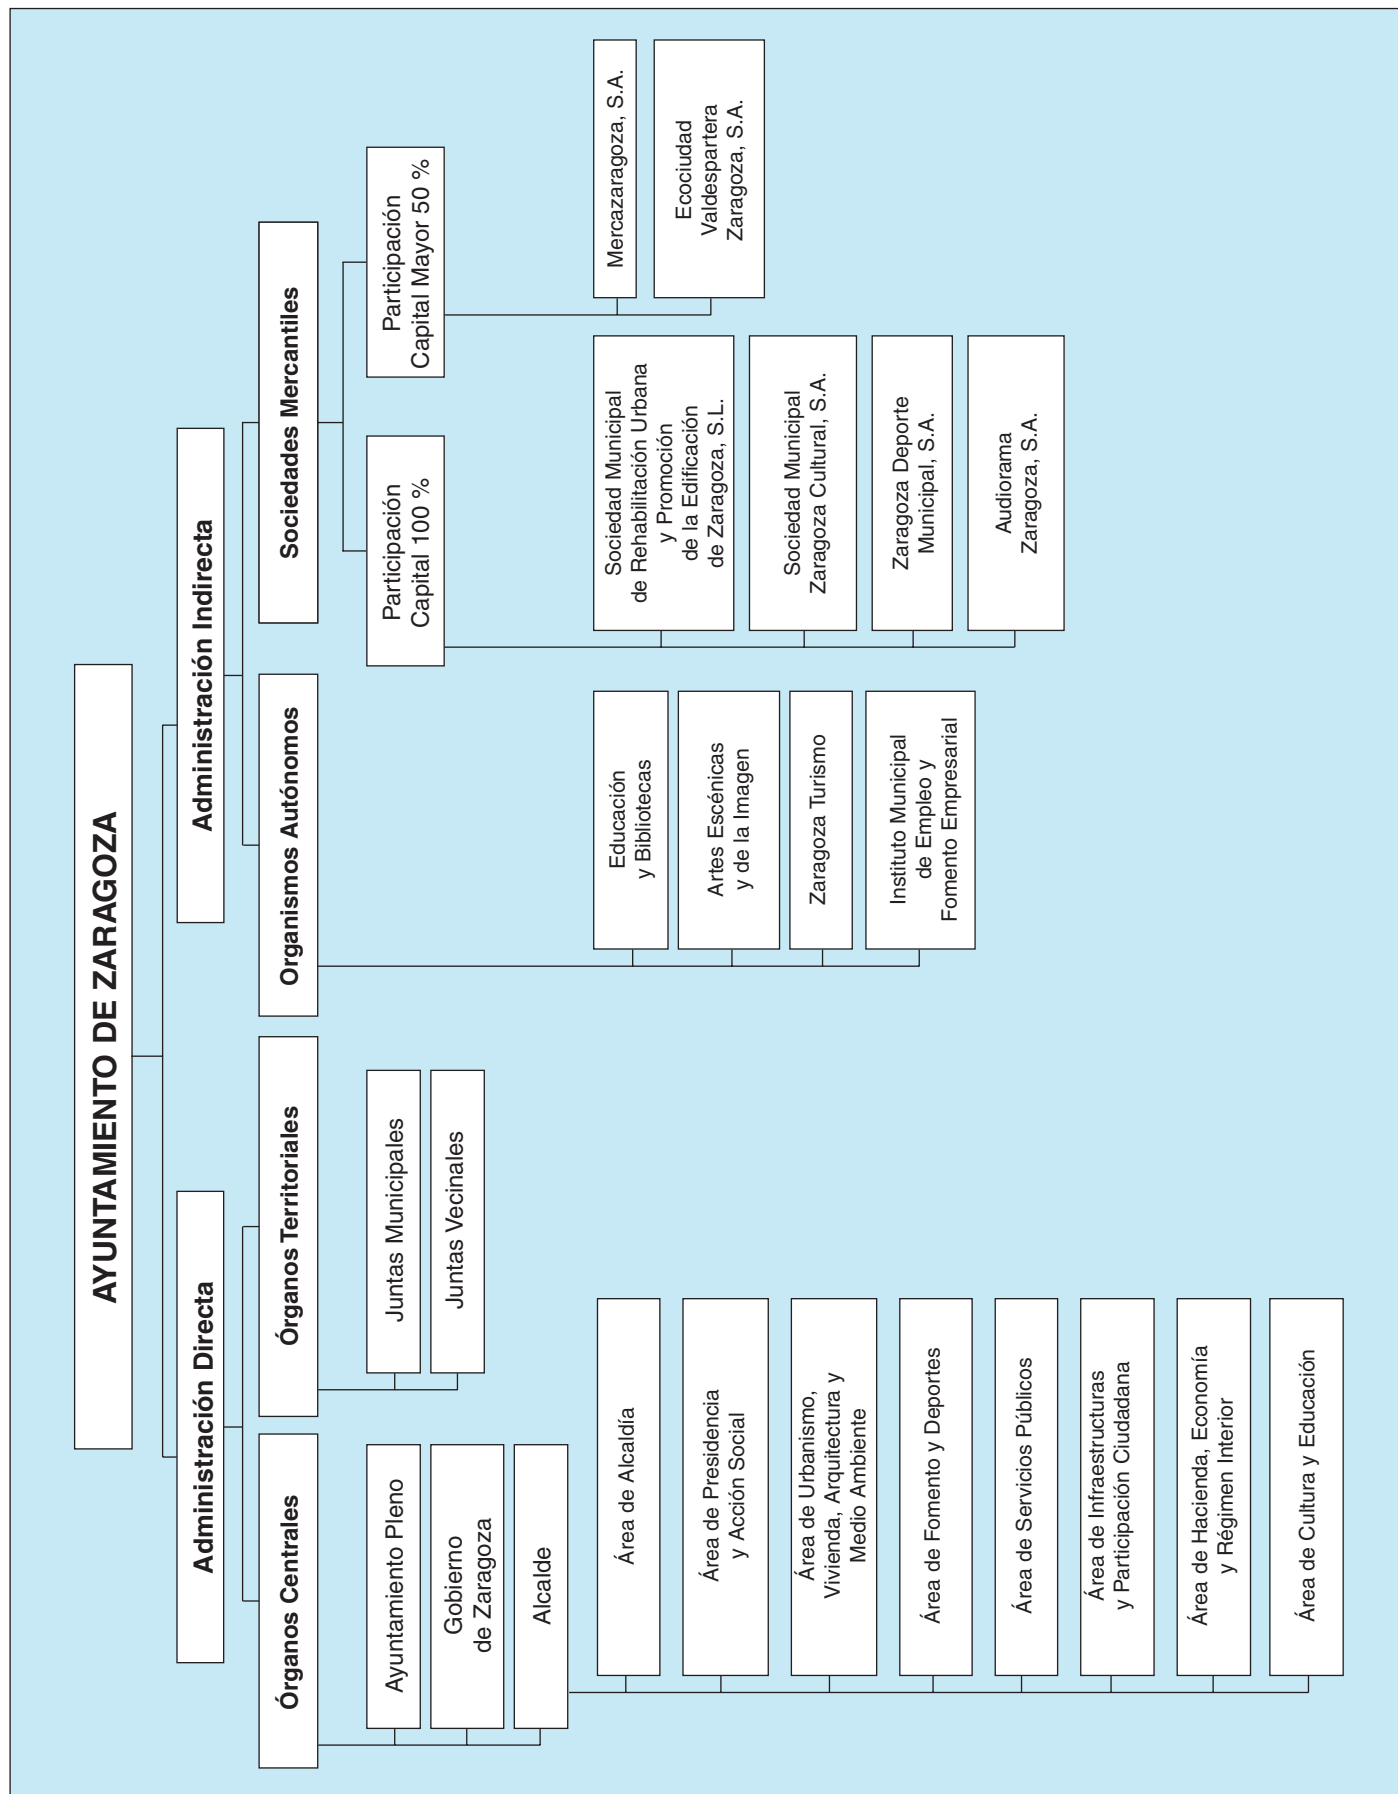 AYUNTAMIENTO DE ZARAGOZA
Administración Directa
Órganos Centrales
Ayuntamiento Pleno
Gobierno
de Zaragoza
Alcalde
Área de Alcaldía
Área de Presidencia
y Acción Social
Área de Urbanismo,
Vivienda, Arquitectura y
Medio Ambiente
Área de Fomento y Deportes
Área de Servicios Públicos
Área de Infraestructuras
y Participación Ciudadana
Área de Hacienda, Economía
y Régimen Interior
Área de Cultura y Educación
Órganos Territoriales
Juntas Municipales
Juntas Vecinales
Administración Indirecta
Organismos Autónomos
Educación
y Bibliotecas
Artes Escénicas
y de la Imagen
Zaragoza Turismo
Instituto Municipal
de Empleo y
Fomento Empresarial
Sociedades Mercantiles
Participación
Capital 100 %
Sociedad Municipal
de Rehabilitación Urbana
y Promoción
de la Edificación
de Zaragoza, S.L.
Sociedad Municipal
Zaragoza Cultural, S.A.
Zaragoza Deporte
Municipal, S.A.
Audiorama
Zaragoza, S.A.
Participación
Capital Mayor 50 %
Mercazaragoza, S.A.
Ecociudad
Valdespartera
Zaragoza, S.A.